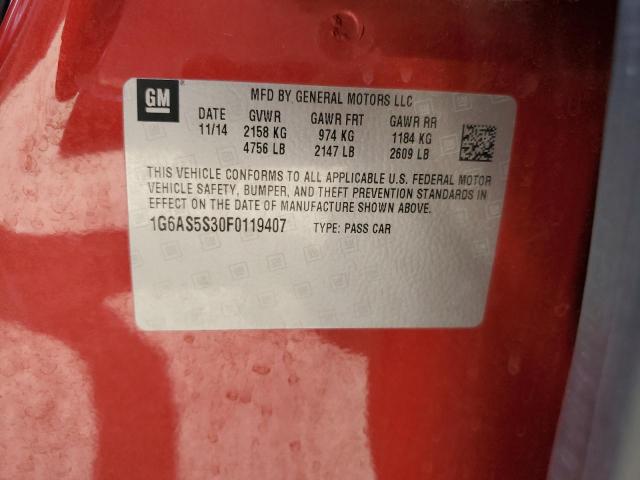 GM
MFD BY GENERAL MOTORS LLC
DATE GVWR GAWR FRT GAWR RR
11/14 2158 KG 974 KG 1184 KG
4756 LB 2147 LB 2609 LB
THIS VEHICLE CONFORMS TO ALL APPLICABLE U.S. FEDERAL MOTOR
VEHICLE SAFETY, BUMPER, AND THEFT PREVENTION STANDARDS IN
EFFECT ON THE DATE OF MANUFACTURE SHOWN ABOVE.
1G6AS5S30F0119407 TYPE: PASS CAR